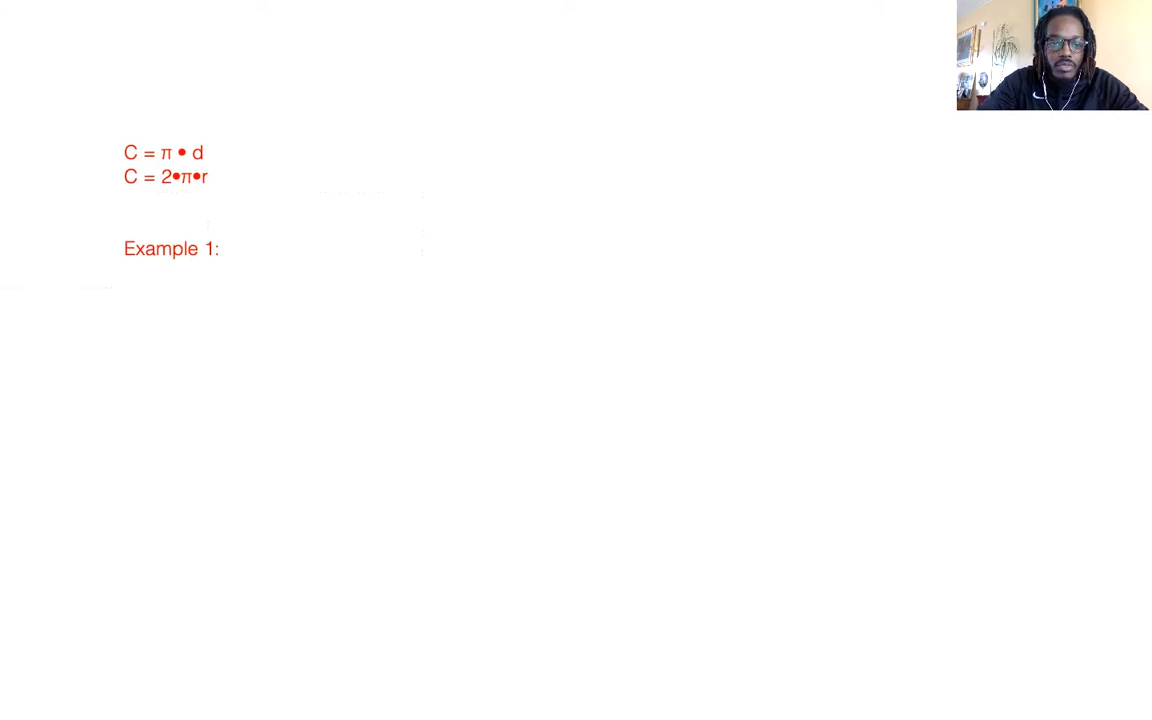 C = π • d
C = 2•π•r
Example 1: